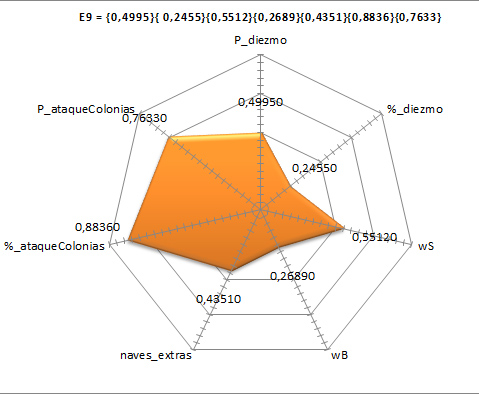 E9 = {0,4995}{ 0,2455}{0,5512}{0,2689}{0,4351}{0,8836}{0,7633}
P_diezmo
0,49950
%_diezmo
0,24550
wS
0,55120
wB
0,26890
naves_extras
0,43510
%_ataqueColonias
0,88360
P_ataqueColonias
0,76330